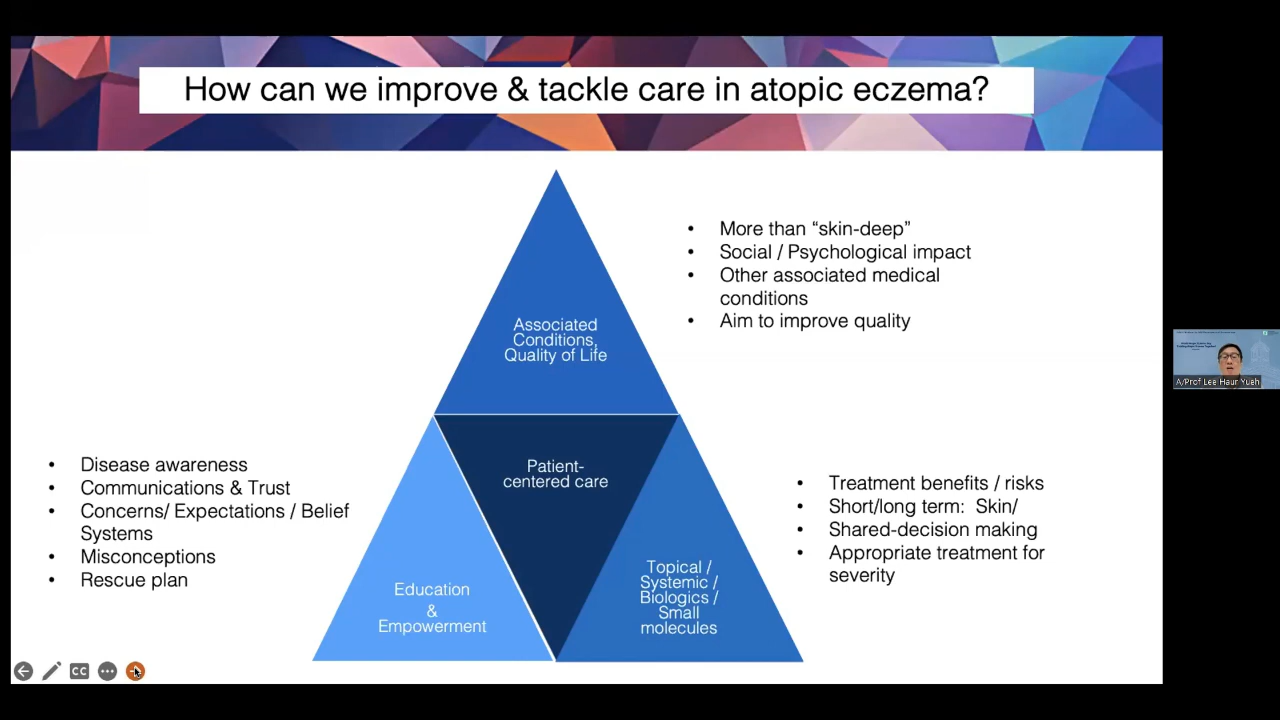 How can we improve & tackle care in atopic eczema?
• More than “skin-deep”
• Social / Psychological impact
• Other associated medical
conditions
• Aim to improve quality
Associated
Conditions,
Quality of Life
Patient-
centered care
• Disease awareness
• Communications & Trust
• Concerns/ Expectations / Belief
Systems
• Misconceptions
• Rescue plan
Education
&
Empowerment
Topical /
Systemic /
Biologics /
Small
molecules
• Treatment benefits / risks
• Short/long term: Skin/
• Shared-decision making
• Appropriate treatment for
severity
A/Prof Lee Haur Yueh
CC